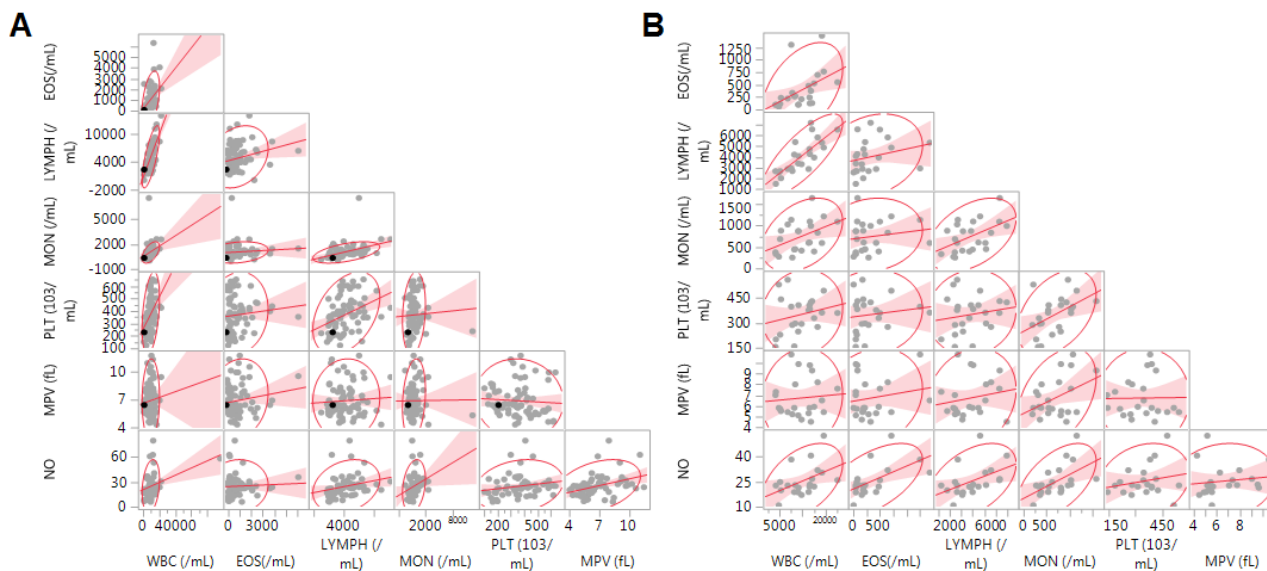 A
B
EOS(/mL)
5000
4000
3000
2000
1000
0
LYMPH (/
mL)
10000
4000
-2000
MON (/mL)
5000
2000
-1000
PLT (103/
mL)
600
500
400
300
200
100
MPV (fL)
10
7
4
NO
60
30
0
0 40000
0 3000
4000
2000 8000
200 500
4 7 10
WBC (/mL)
EOS(/mL)
LYMPH (/
mL)
MON (/mL)
PLT (103/
mL)
MPV (fL)
EOS(/mL)
1250
1000
750
500
250
0
LYMPH (/
mL)
6000
5000
4000
3000
2000
1000
MON (/mL)
1500
1000
500
0
PLT (103/
mL)
450
300
150
MPV (fL)
9
8
7
6
5
4
NO
40
25
10
5000 20000
0 500
2000 6000
0 500
150 450
4 6 8
WBC (/mL)
EOS(/mL)
LYMPH (/
mL)
MON (/mL)
PLT (103/
mL)
MPV (fL)